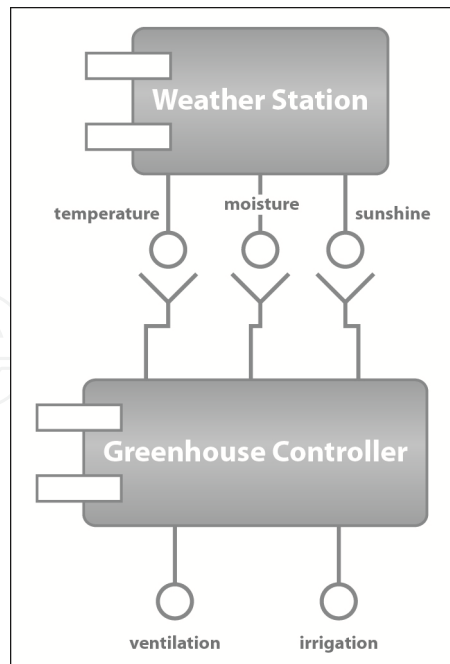 Weather Station
temperature
moisture
sunshine
Greenhouse Controller
ventilation
irrigation